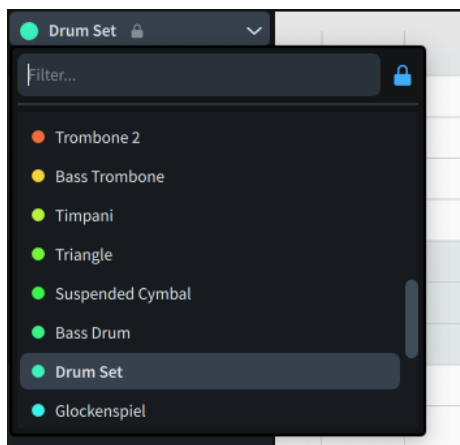 Drum Set
Filter...
Trombone 2
Bass Trombone
Timpani
Triangle
Suspended Cymbal
Bass Drum
Drum Set
Glockenspiel